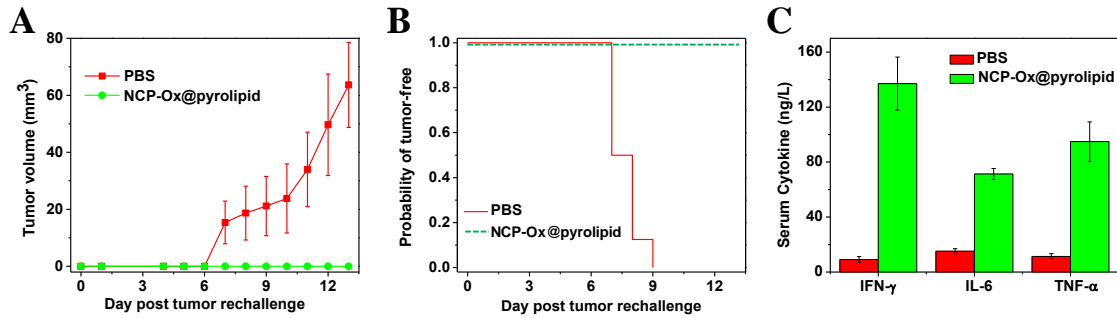 A
Tumor volume (mm³)
80
60
40
20
0
PBS
NCP-Ox@pyrolipid
0 3 6 9 12
Day post tumor rechallenge
B
Probability of tumor-free
1.0
0.8
0.6
0.4
0.2
0.0
PBS
NCP-Ox@pyrolipid
0 3 6 9 12
Day post tumor rechallenge
C
Serum Cytokine (ng/L)
160
120
80
40
0
PBS
NCP-Ox@pyrolipid
IFN-γ IL-6 TNF-α